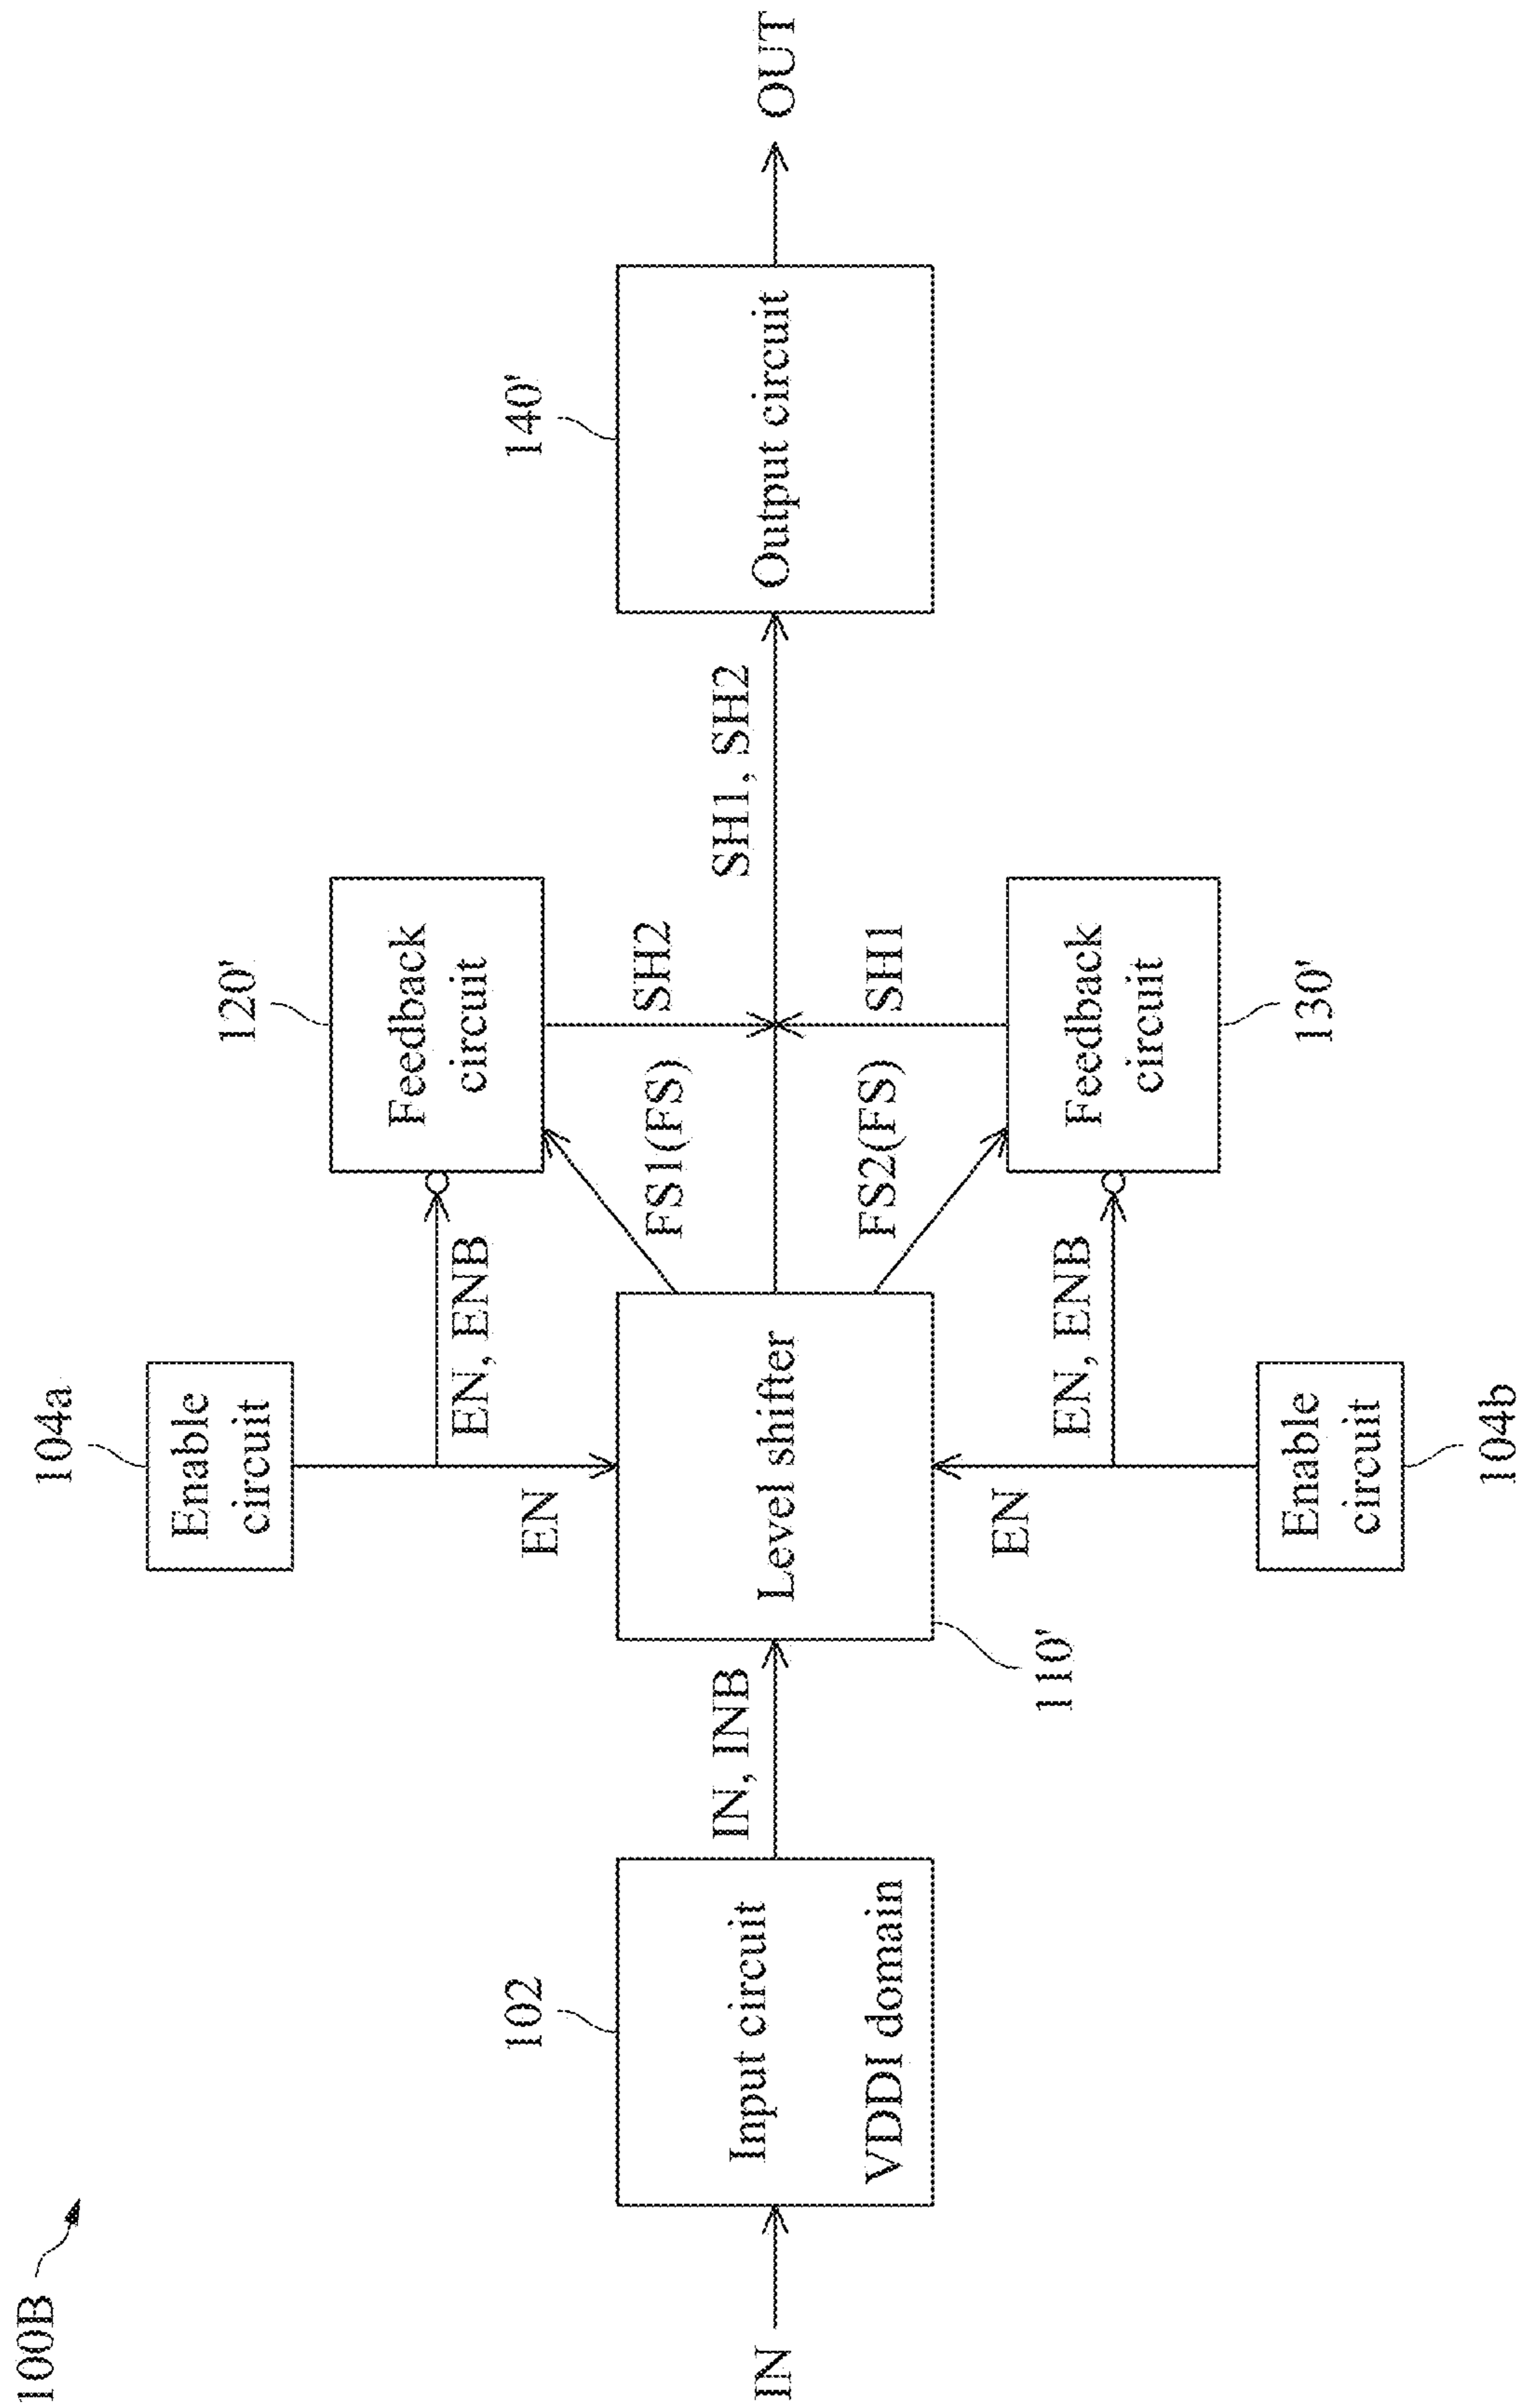 100B
104a
Enable
circuit
EN, ENB
EN
120'
Feedback
circuit
SH2
FS1(FS)
102
IN
Input circuit
VDDI domain
IN, INB
Level shifter
110'
SH1, SH2
140'
Output circuit
OUT
FS2(FS)
SH1
EN
EN, ENB
Feedback
circuit
130'
Enable
circuit
104b